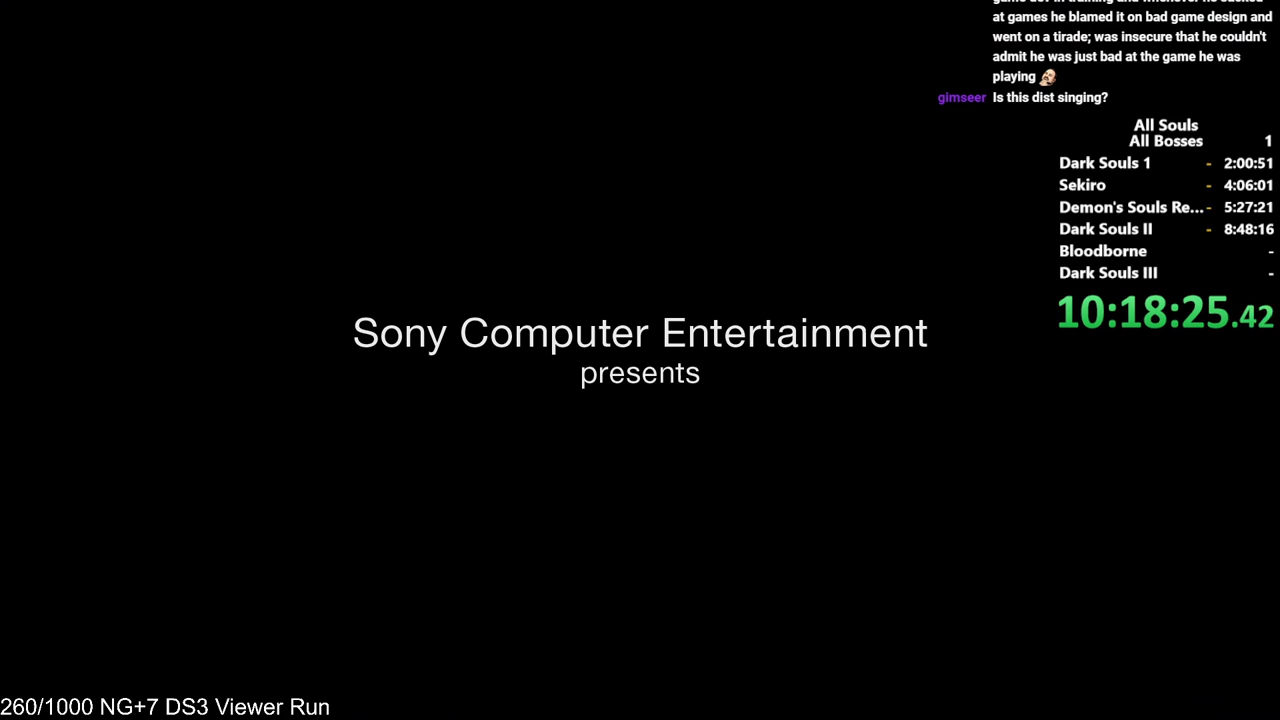 at games he blamed it on bad game design and
went on a tirade; was insecure that he couldn't
admit he was just bad at the game he was
playing
gimseer Is this dist singing?
All Souls
All Bosses 1
Dark Souls 1 - 2:00:51
Sekiro - 4:06:01
Demon's Souls Re... - 5:27:21
Dark Souls II - 8:48:16
Bloodborne -
Dark Souls III -
10:18:25.42
Sony Computer Entertainment
presents
260/1000 NG+7 DS3 Viewer Run